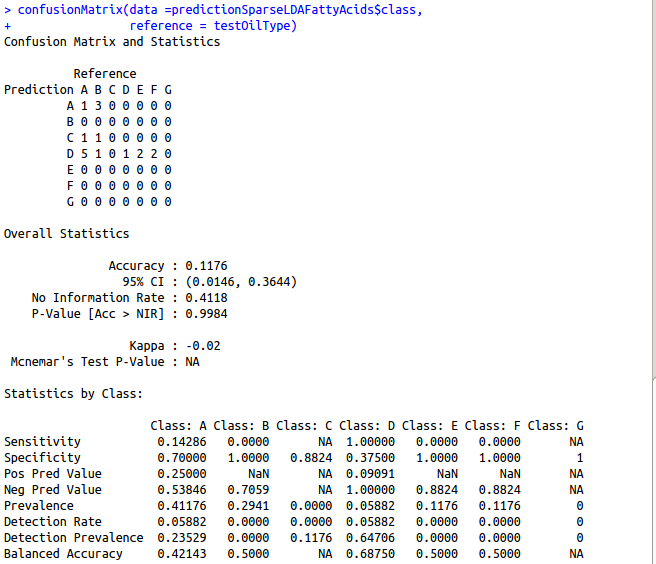 > confusionMatrix(data =predictionSparseLDAFattyAcids$class,
+                 reference = testOilType)
Confusion Matrix and Statistics

          Reference
Prediction A B C D E F G
         A 1 3 0 0 0 0 0
         B 0 0 0 0 0 0 0
         C 1 1 0 0 0 0 0
         D 5 1 0 1 2 2 0
         E 0 0 0 0 0 0 0
         F 0 0 0 0 0 0 0
         G 0 0 0 0 0 0 0

Overall Statistics

               Accuracy : 0.1176
                 95% CI : (0.0146, 0.3644)
    No Information Rate : 0.4118
    P-Value [Acc > NIR] : 0.9984

                  Kappa : -0.02
 Mcnemar's Test P-Value : NA

Statistics by Class:

                     Class: A Class: B Class: C Class: D Class: E Class: F Class: G
Sensitivity           0.14286   0.0000       NA  1.00000   0.0000   0.0000       NA
Specificity           0.70000   1.0000   0.8824  0.37500   1.0000   1.0000        1
Pos Pred Value        0.25000      NaN       NA  0.09091      NaN      NaN       NA
Neg Pred Value        0.53846   0.7059       NA  1.00000   0.8824   0.8824       NA
Prevalence            0.41176   0.2941   0.0000  0.05882   0.1176   0.1176        0
Detection Rate        0.05882   0.0000   0.0000  0.05882   0.0000   0.0000        0
Detection Prevalence  0.23529   0.0000   0.1176  0.64706   0.0000   0.0000        0
Balanced Accuracy     0.42143   0.5000       NA  0.68750   0.5000   0.5000       NA